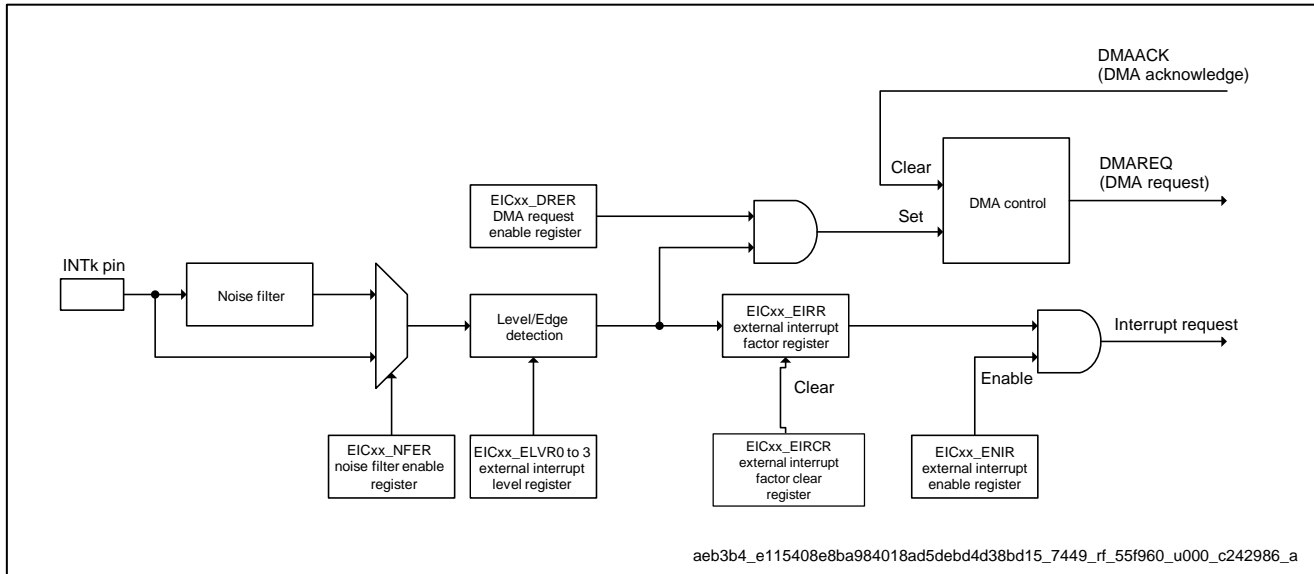 DMAACK
(DMA acknowledge)
Clear
DMAREQ
(DMA request)
DMA control
EICxx_DRER
DMA request
enable register
Set
INTk pin
Noise filter
Level/Edge
detection
EICxx_EIRR
external interrupt
factor register
Interrupt request
Clear
Enable
EICxx_NFER
noise filter enable
register
EICxx_ELVR0 to 3
external interrupt
level register
EICxx_EIRCR
external interrupt
factor clear
register
EICxx_ENIR
external interrupt
enable register
aeb3b4_e115408e8ba984018ad5debd4d38bd15_7449_rf_55f960_u000_c242986_a